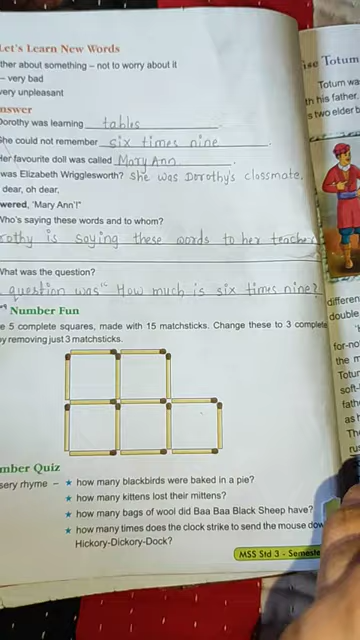 Let's Learn New Words
ther about something – not to worry about it
– very bad
very unpleasant
nswer
Dorothy was learning tables.
She could not remember six times nine.
Her favourite doll was called Mary Ann.
was Elizabeth Wrigglesworth? She was Dorothy's classmate.
dear, oh dear,
wered, 'Mary Ann'!'
Who's saying these words and to whom?
rothy is saying these words to her teacher
What was the question?
question was "How much is six times nine?
Number Fun
e 5 complete squares, made with 15 matchsticks. Change these to 3 complete
by removing just 3 matchsticks.
mber Quiz
sery rhyme – ★ how many blackbirds were baked in a pie?
★ how many kittens lost their mittens?
★ how many bags of wool did Baa Baa Black Sheep have?
★ how many times does the clock strike to send the mouse dow
Hickory-Dickory-Dock?
MSS Std 3 - Semeste
ise Totum
Totum wa
th his father.
s two elder b
different
double
for-no
the m
Totur
soft-
fath
as h
The
rus